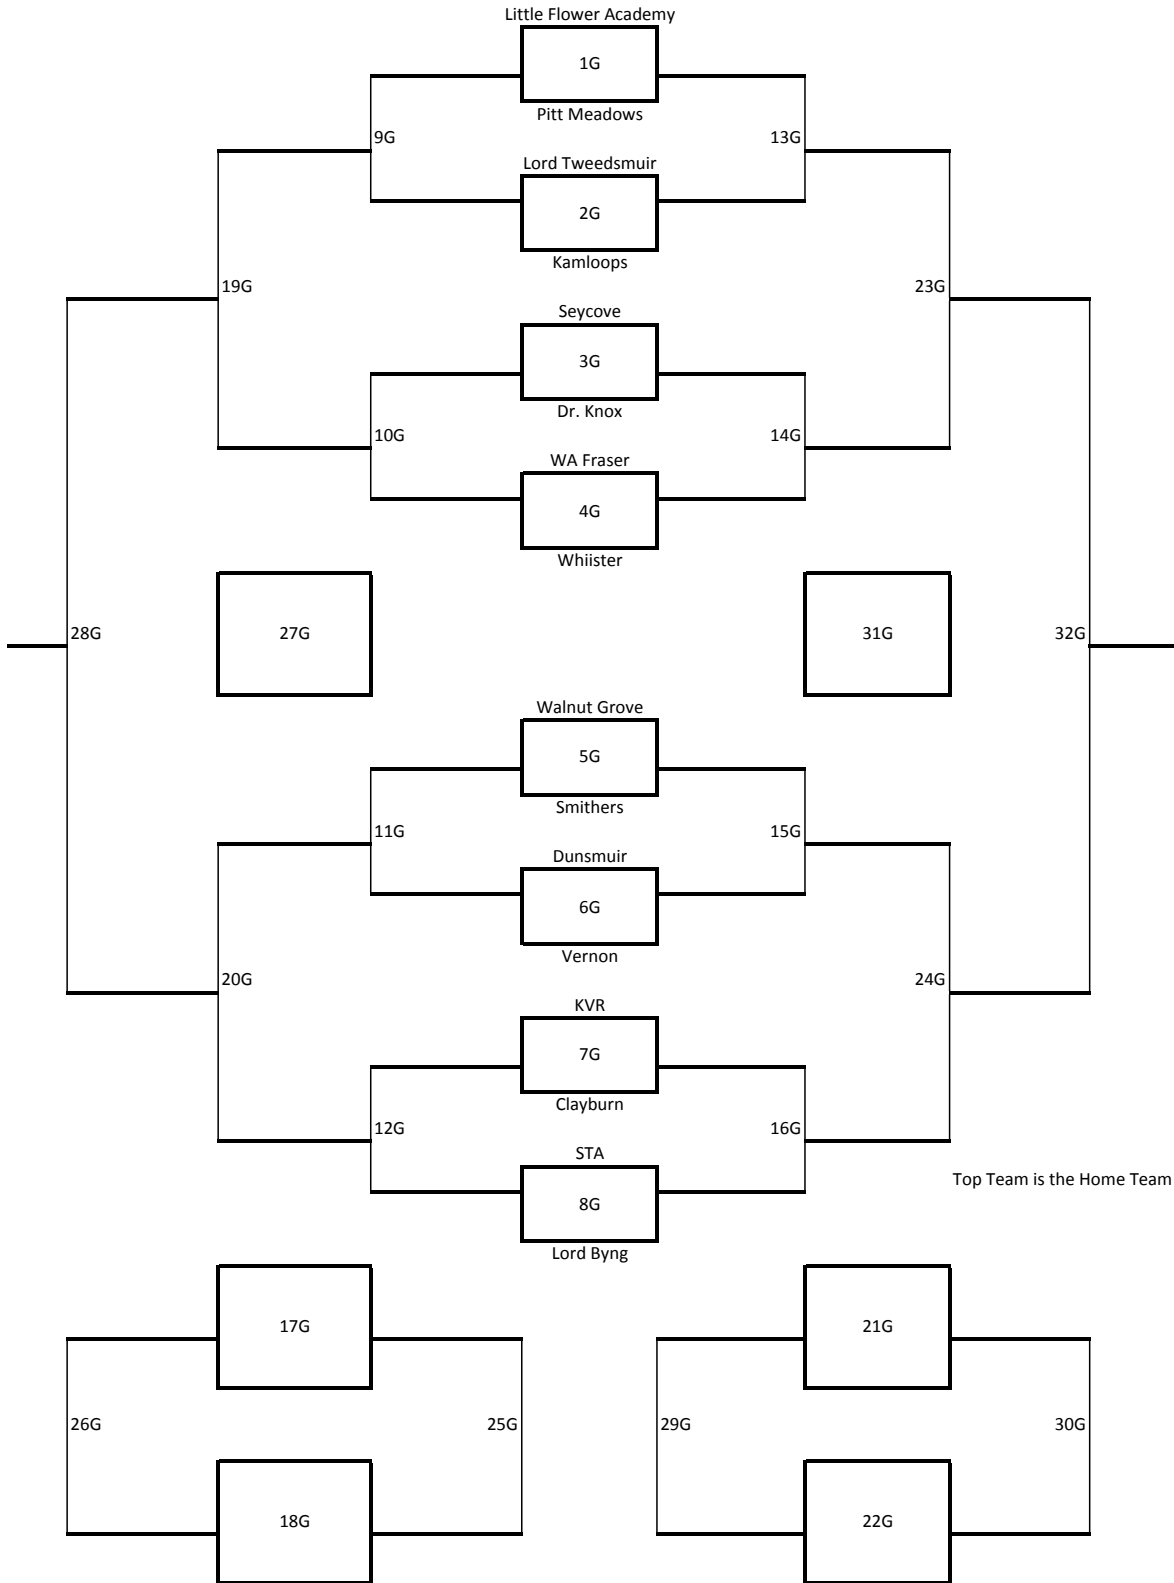 Little Flower Academy
1G
Pitt Meadows
9G
13G
Lord Tweedsmuir
2G
Kamloops
19G
23G
Seycove
3G
Dr. Knox
10G
14G
WA Fraser
4G
Whiister
28G
27G
31G
32G
Walnut Grove
5G
Smithers
11G
15G
Dunsmuir
6G
Vernon
20G
24G
KVR
7G
Clayburn
12G
16G
STA
Top Team is the Home Team
8G
Lord Byng
17G
21G
26G
25G
29G
30G
18G
22G